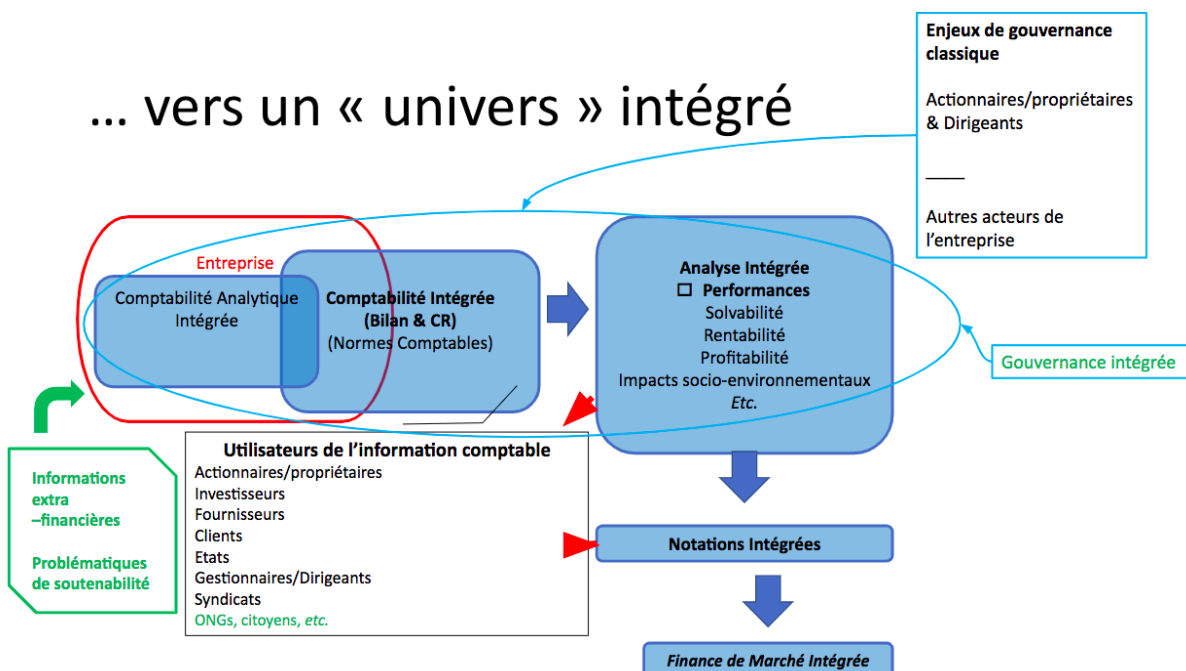 ... vers un « univers » intégré
Enjeux de gouvernance
classique
Actionnaires/propriétaires
& Dirigeants
Autres acteurs de
l'entreprise
Entreprise
Comptabilité Analytique
Intégrée
Comptabilité Intégrée
(Bilan & CR)
(Normes Comptables)
Analyse Intégrée
Performances
Solvabilité
Rentabilité
Profitabilité
Impacts socio-environnementaux
Etc.
Gouvernance intégrée
Informations
extra
–financières
Problématiques
de soutenabilité
Utilisateurs de l'information comptable
Actionnaires/propriétaires
Investisseurs
Fournisseurs
Clients
Etats
Gestionnaires/Dirigeants
Syndicats
ONGs, citoyens, etc.
Notations Intégrées
Finance de Marché Intégrée